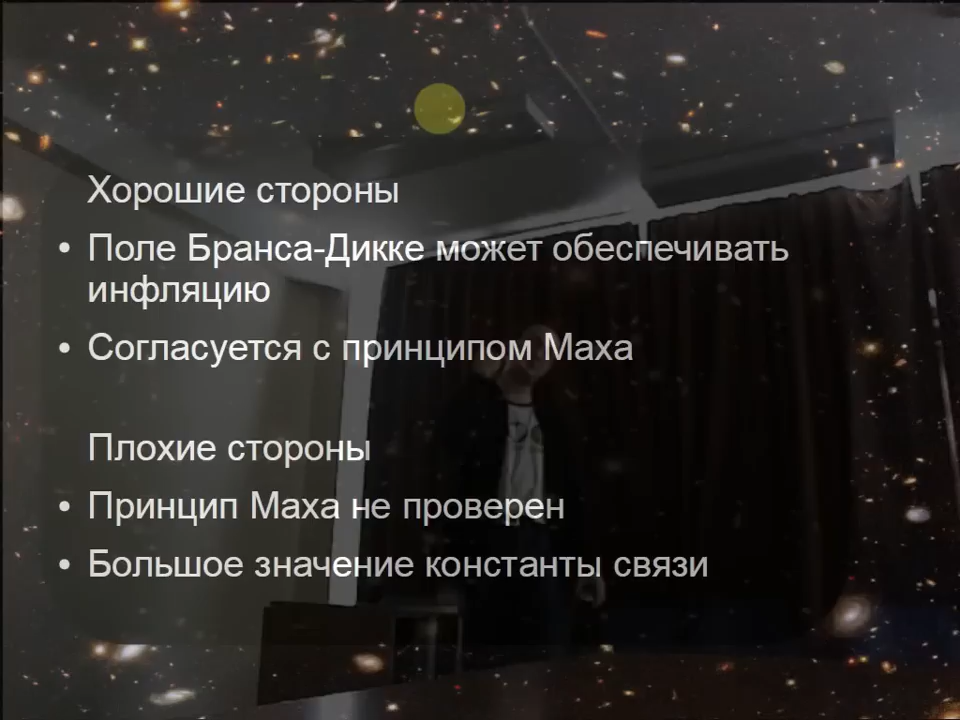 Хорошие стороны
• Поле Бранса-Дикке может обеспечивать
инфляцию
• Согласуется с принципом Маха
Плохие стороны
• Принцип Маха не проверен
• Большое значение константы связи